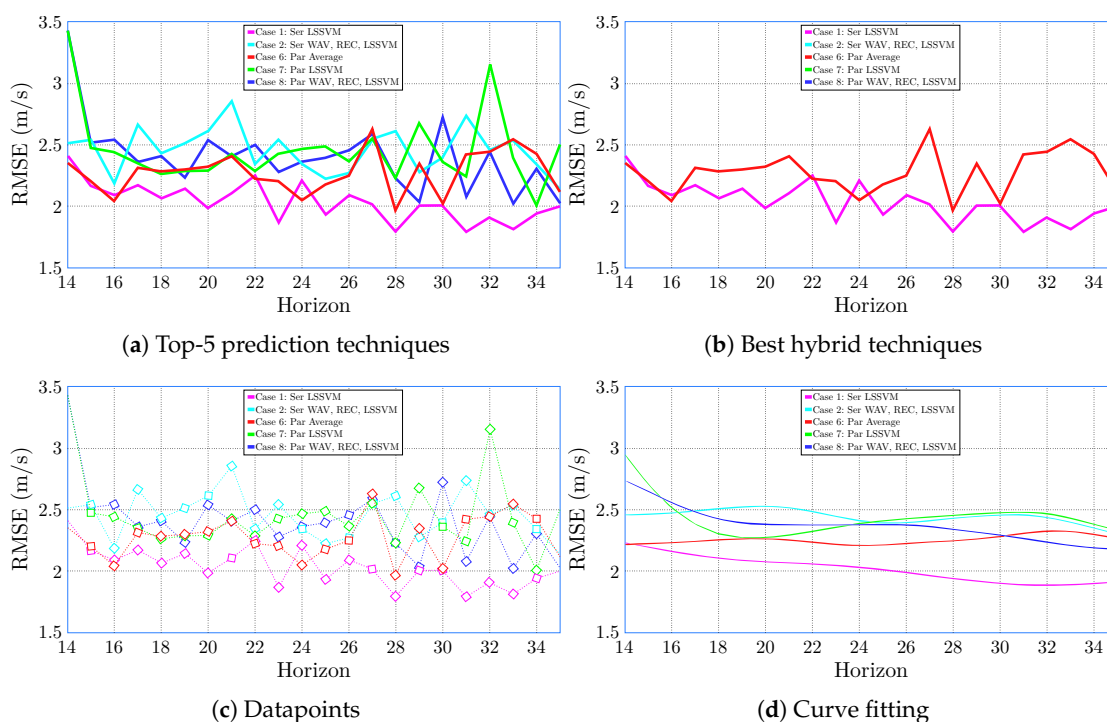 3.5
3
2.5
2
1.5
RMSE (m/s)
Case 1: Ser LSSVM
Case 2: Ser WAV, REC, LSSVM
Case 6: Par Average
Case 7: Par LSSVM
Case 8: Par WAV, REC, LSSVM
14 16 18 20 22 24 26 28 30 32 34
Horizon
(a) Top-5 prediction techniques
3.5
3
2.5
2
1.5
RMSE (m/s)
Case 1: Ser LSSVM
Case 2: Ser WAV, REC, LSSVM
Case 6: Par Average
Case 7: Par LSSVM
Case 8: Par WAV, REC, LSSVM
14 16 18 20 22 24 26 28 30 32 34
Horizon
(b) Best hybrid techniques
3.5
3
2.5
2
1.5
RMSE (m/s)
Case 1: Ser LSSVM
Case 2: Ser WAV, REC, LSSVM
Case 6: Par Average
Case 7: Par LSSVM
Case 8: Par WAV, REC, LSSVM
14 16 18 20 22 24 26 28 30 32 34
Horizon
(c) Datapoints
3.5
3
2.5
2
1.5
RMSE (m/s)
Case 1: Ser LSSVM
Case 2: Ser WAV, REC, LSSVM
Case 6: Par Average
Case 7: Par LSSVM
Case 8: Par WAV, REC, LSSVM
14 16 18 20 22 24 26 28 30 32 34
Horizon
(d) Curve fitting